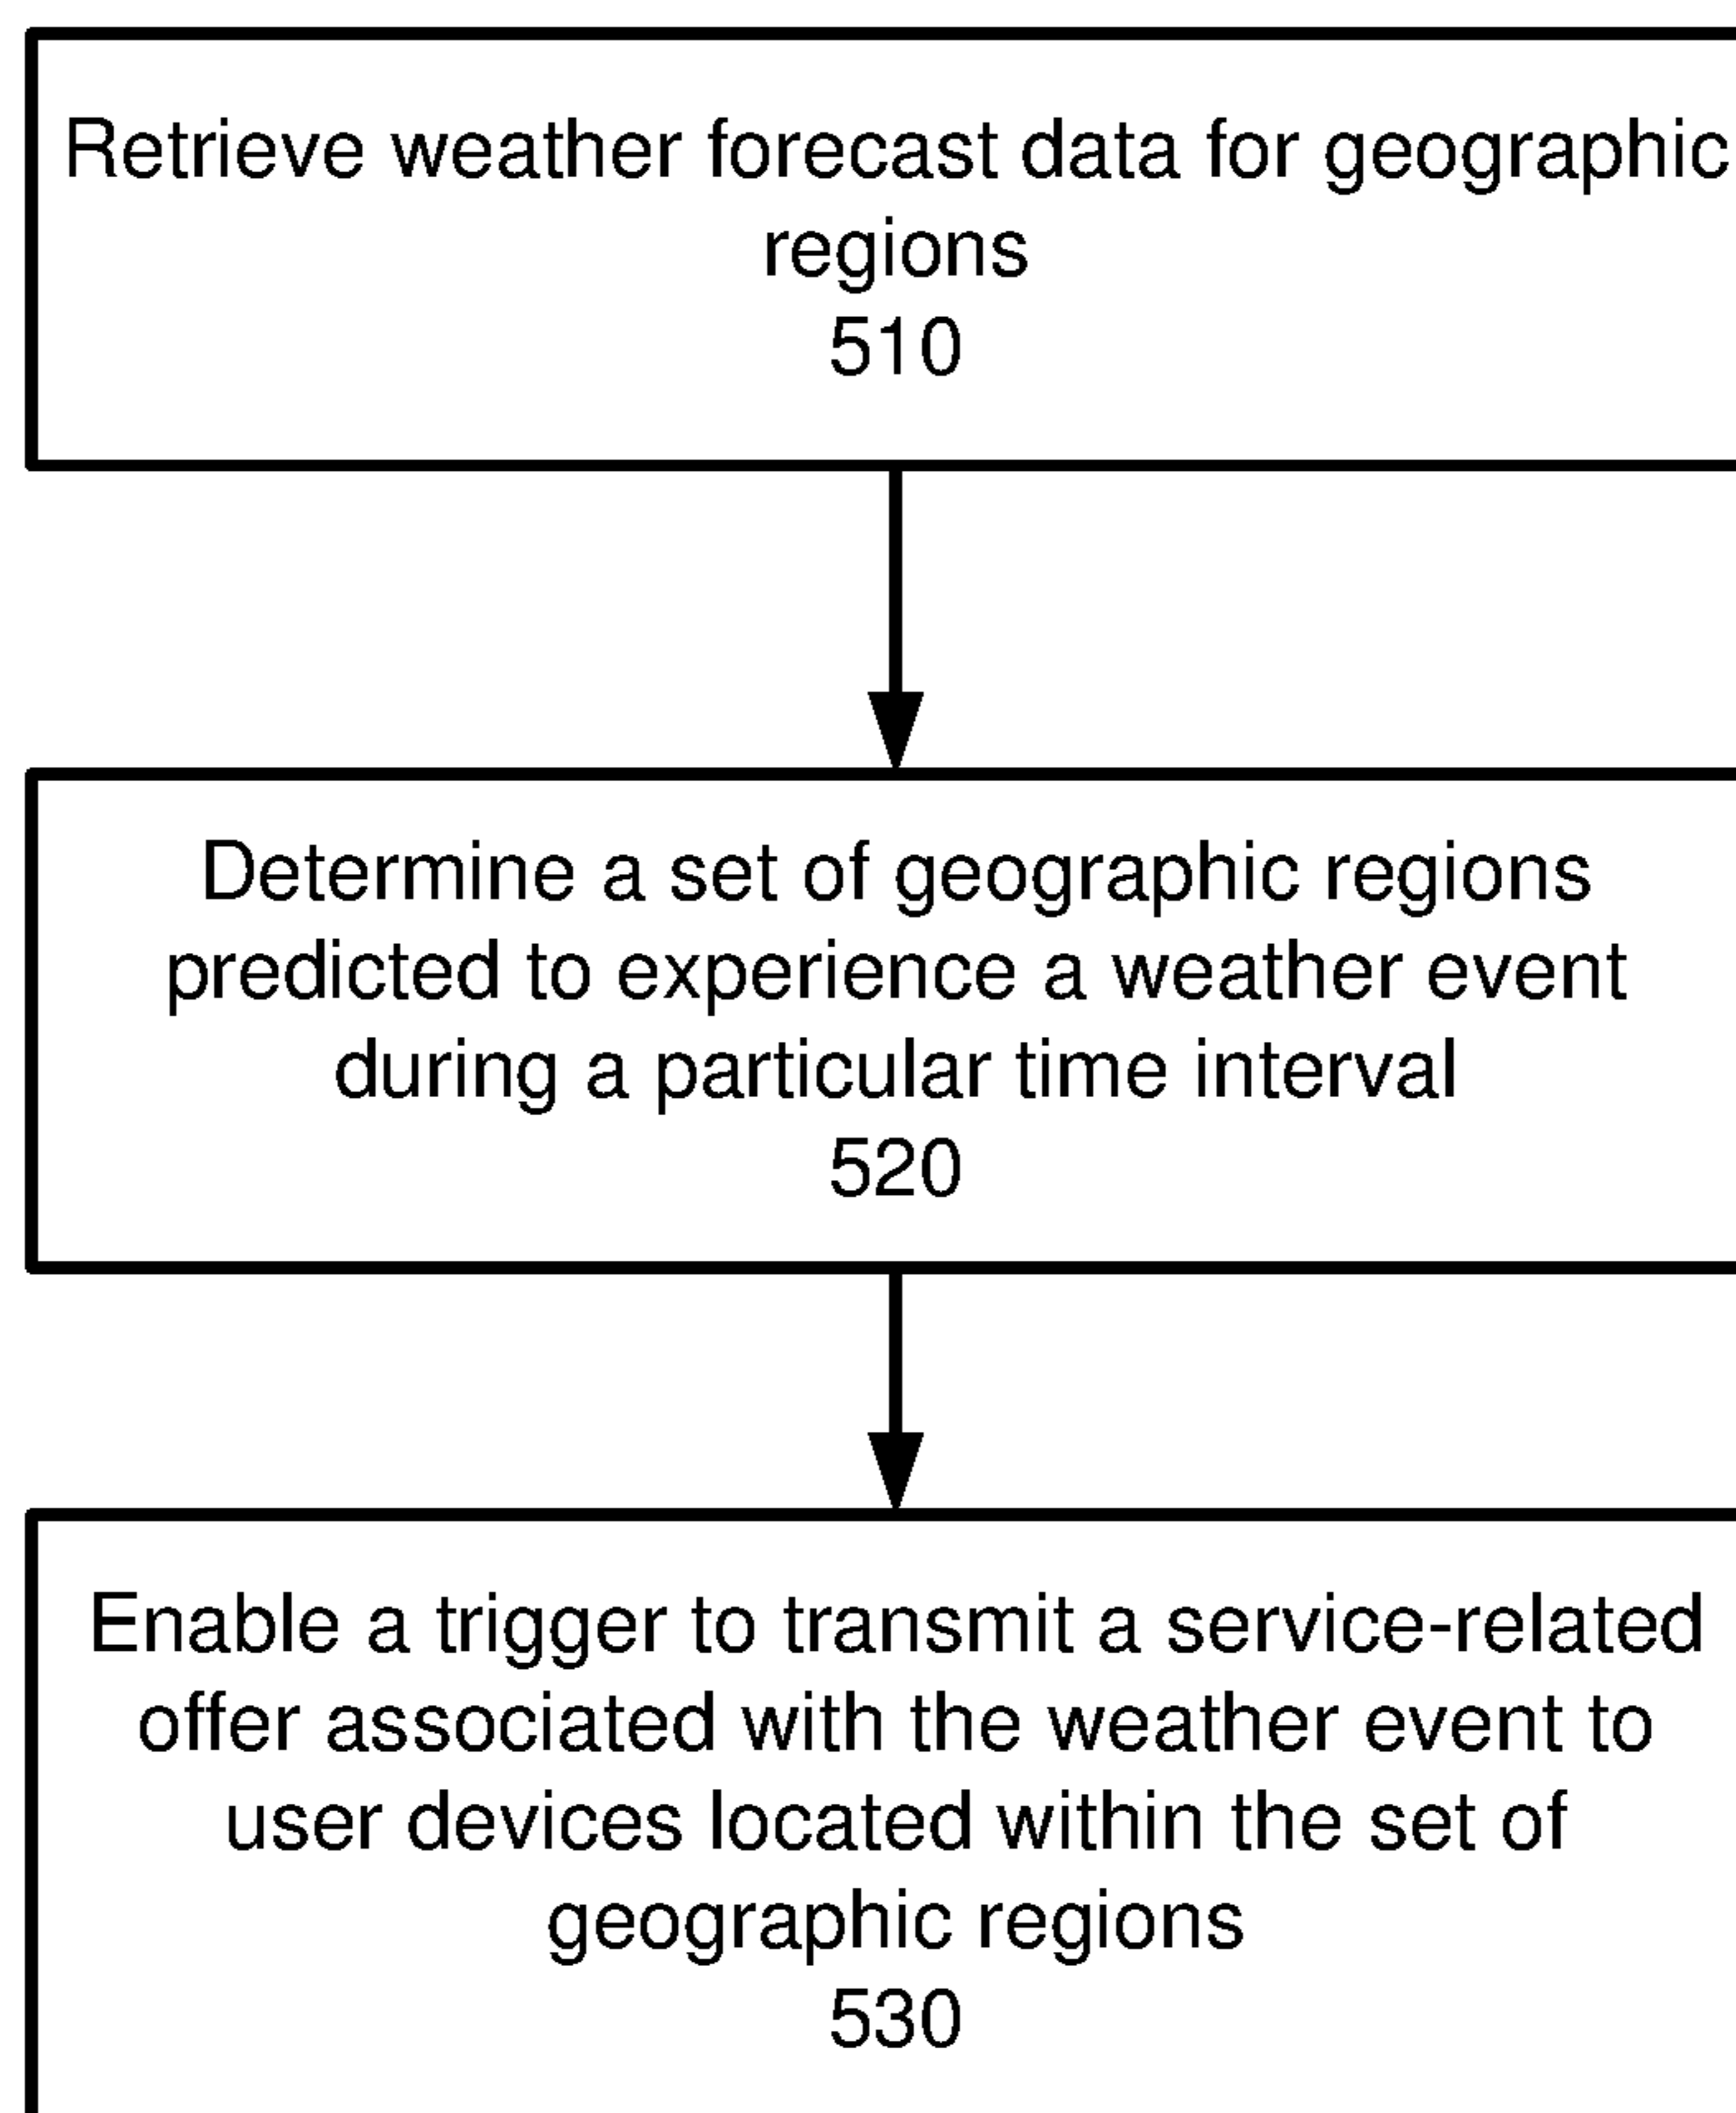 Retrieve weather forecast data for geographic
regions
510
Determine a set of geographic regions
predicted to experience a weather event
during a particular time interval
520
Enable a trigger to transmit a service-related
offer associated with the weather event to
user devices located within the set of
geographic regions
530